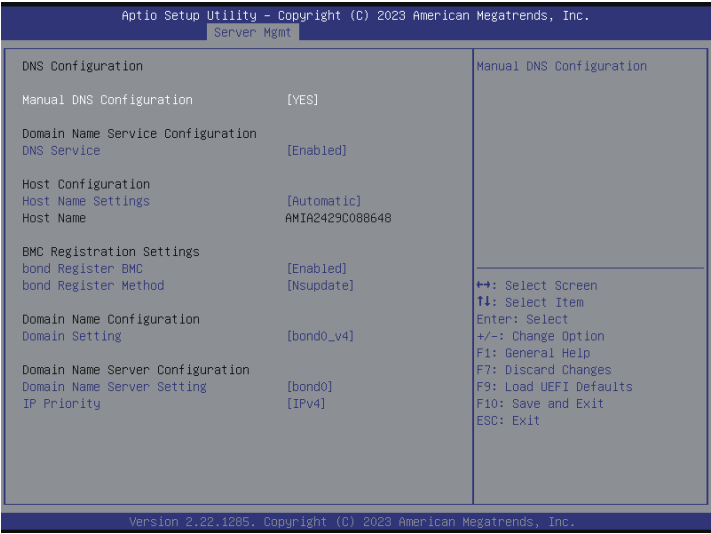 Aptio Setup Utility – Copyright (C) 2023 American Megatrends, Inc.
Server Mgmt
DNS Configuration
Manual DNS Configuration [YES]
Domain Name Service Configuration
DNS Service [Enabled]
Host Configuration
Host Name Settings [Automatic]
Host Name AMIA2429C088648
BMC Registration Settings
bond Register BMC [Enabled]
bond Register Method [Nsupdate]
Domain Name Configuration
Domain Setting [bond0_v4]
Domain Name Server Configuration
Domain Name Server Setting [bond0]
IP Priority [IPv4]
Manual DNS Configuration
↔: Select Screen
↑↓: Select Item
Enter: Select
+/-: Change Option
F1: General Help
F7: Discard Changes
F9: Load UEFI Defaults
F10: Save and Exit
ESC: Exit
Version 2.22.1285. Copyright (C) 2023 American Megatrends, Inc.